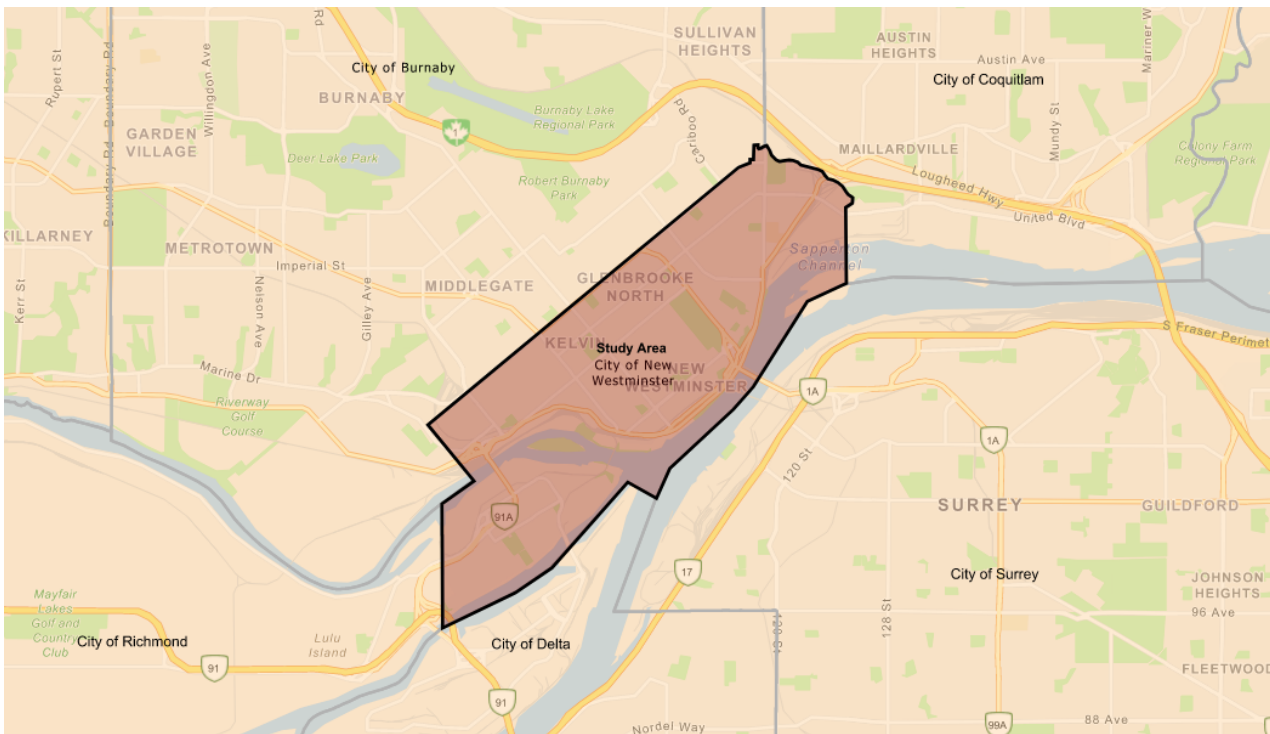 Rd
SULLIVAN
HEIGHTS
AUSTIN
HEIGHTS
Mariner W
Rupert St
Boundary Rd
Boundary Rd
Willingdon Ave
City of Burnaby
BURNABY
Austin Ave
City of Coquitlam
Burnaby Lake
Regional Park
1
Cariboo Rd
Mundy St
GARDEN
VILLAGE
Deer Lake Park
MAILLARDVILLE
Colony Farm
Regional Park
Robert Burnaby
Park
Lougheed Hwy
United Blvd
KILLARNEY
METROTOWN
Imperial St
Sapperton
Channel
Kerr St
Nelson Ave
Gilley Ave
MIDDLEGATE
GLENBROOKE
NORTH
S Fraser Perimet
KELVIN
Study Area
City of New
Westminster
NEW
WESTMINSTER
Marine Dr
Riverway
Golf
Course
1A
1A
120 St
91A
SURREY
GUILDFORD
17
City of Surrey
JOHNSON
HEIGHTS
96 Ave
Mayfair
Lakes
Golf and
Country
Club
City of Richmond
Lulu
Island
City of Delta
120 St
128 St
91
91
FLEETWOOD
Nordel Way
99A
88 Ave